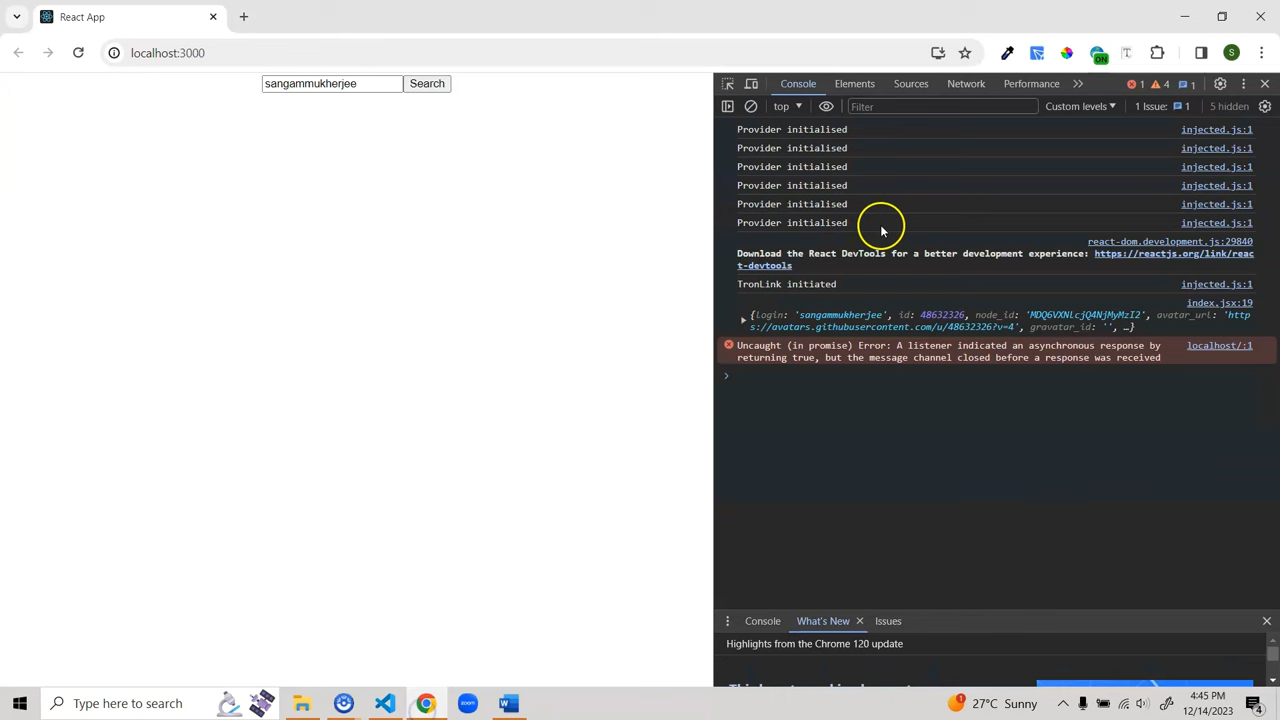 React App
localhost:3000
ON
S
sangammukherjee Search
Console Elements Sources Network Performance 1 4 1
top Filter Custom levels 1 Issue: 1 5 hidden
Provider initialised injected.js:1
Provider initialised injected.js:1
Provider initialised injected.js:1
Provider initialised injected.js:1
Provider initialised injected.js:1
Provider initialised injected.js:1
react-dom.development.js:29840
Download the React DevTools for a better development experience: https://reactjs.org/link/reac
t-devtools
TronLink initiated injected.js:1
index.jsx:19
{login: 'sangammukherjee', id: 48632326, node_id: 'MDQ6VXNlcjQ4NjMyMzI2', avatar_url: 'http
s://avatars.githubusercontent.com/u/48632326?v=4', gravatar_id: '', …}
Uncaught (in promise) Error: A listener indicated an asynchronous response by localhost/:1
returning true, but the message channel closed before a response was received
Console What's New Issues
Highlights from the Chrome 120 update
Type here to search
zoom
1 27°C Sunny
4:45 PM
12/14/2023
4